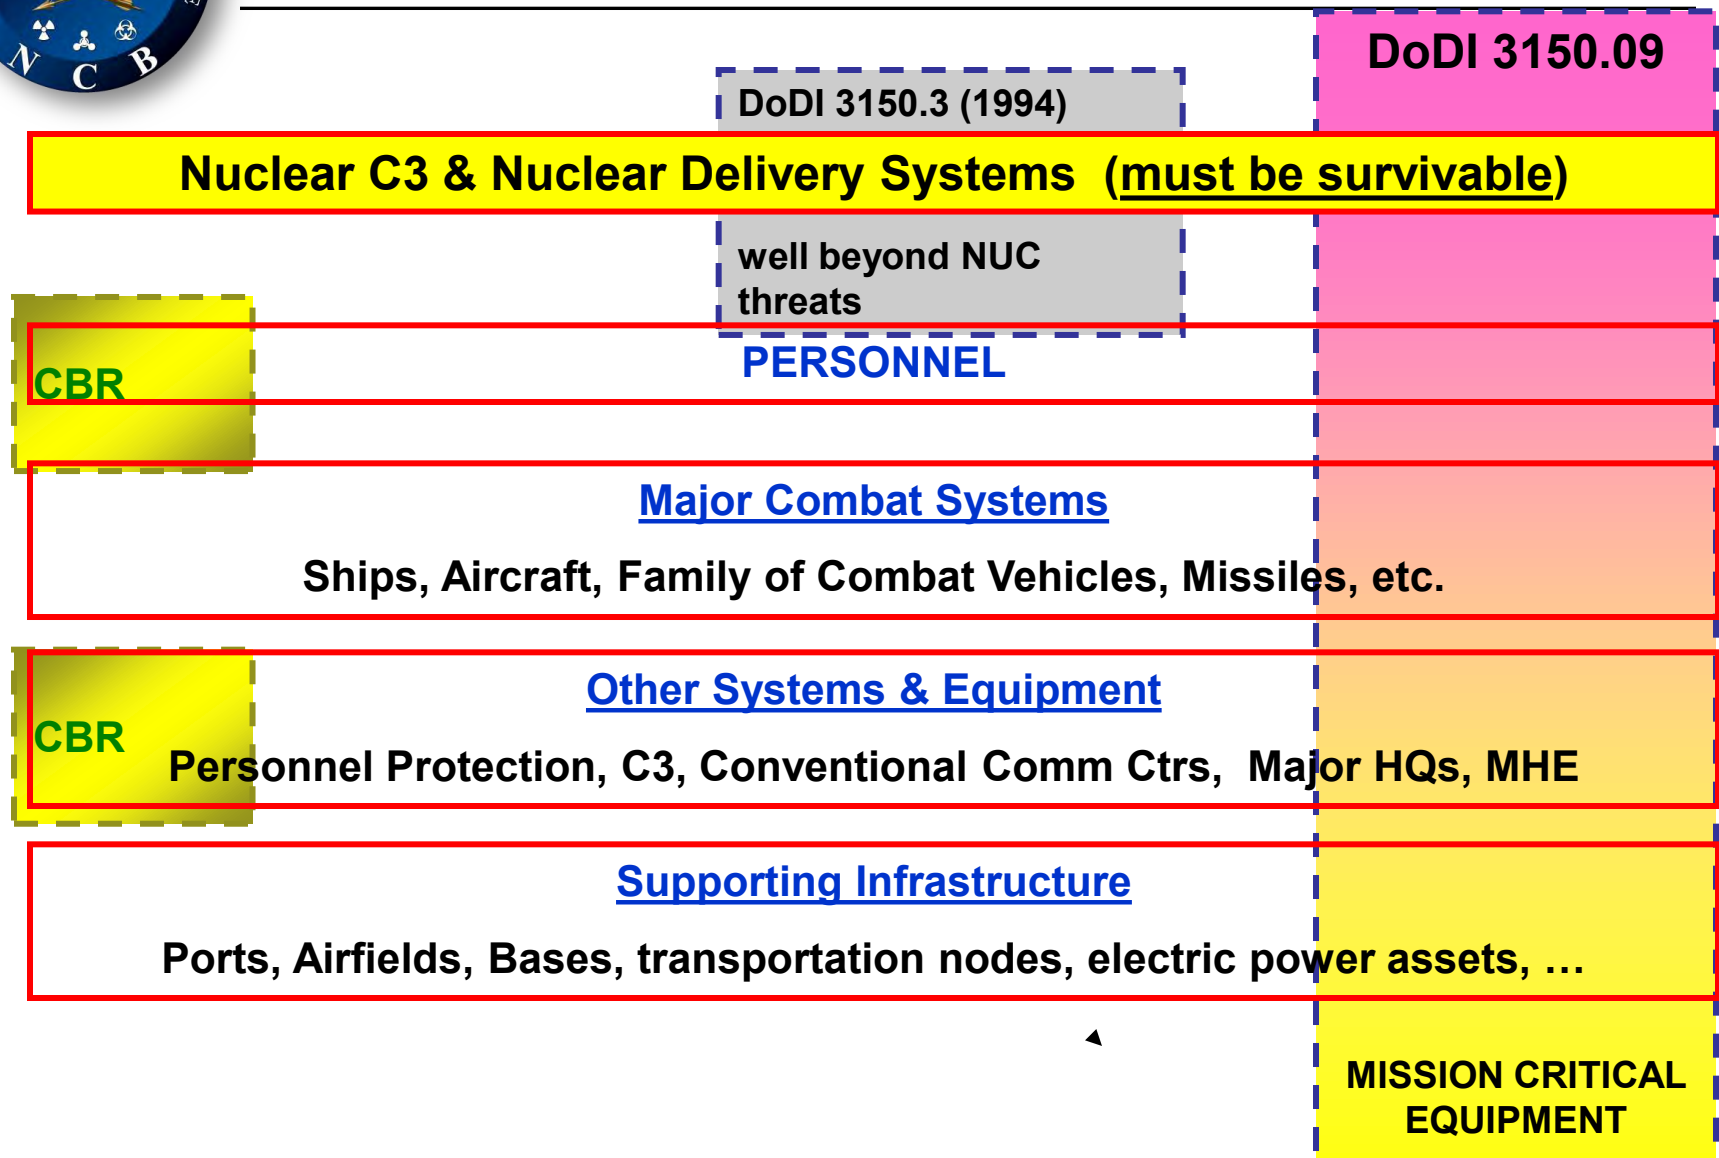 N C B
DoDI 3150.09
DoDI 3150.3 (1994)
Nuclear C3 & Nuclear Delivery Systems (must be survivable)
well beyond NUC
threats
CBR
PERSONNEL
Major Combat Systems
Ships, Aircraft, Family of Combat Vehicles, Missiles, etc.
Other Systems & Equipment
CBR
Personnel Protection, C3, Conventional Comm Ctrs, Major HQs, MHE
Supporting Infrastructure
Ports, Airfields, Bases, transportation nodes, electric power assets, …
MISSION CRITICAL
EQUIPMENT